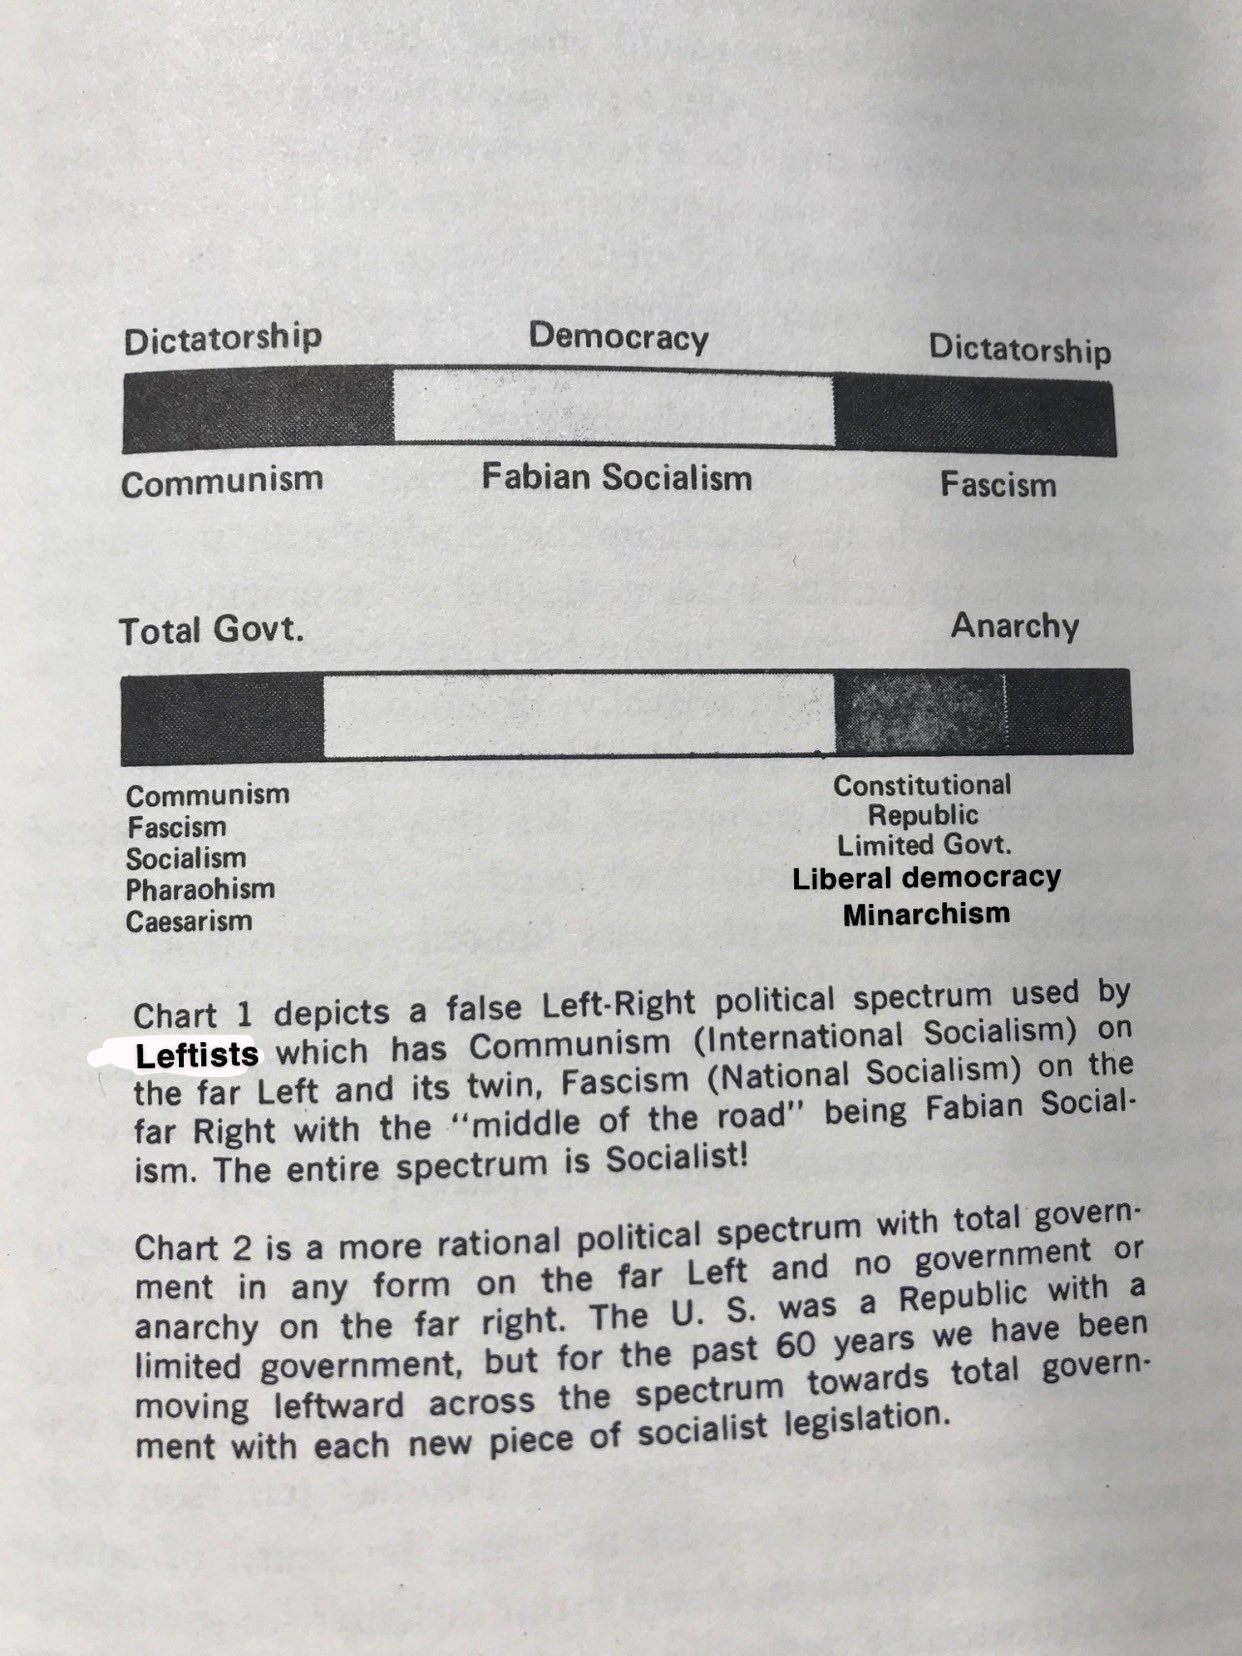 Dictatorship Democracy Dictatorship
Communism Fabian Socialism Fascism
Total Govt. Anarchy
Communism
Fascism
Socialism
Pharaohism
Caesarism
Constitutional
Republic
Limited Govt.
Liberal democracy
Minarchism
Chart 1 depicts a false Left-Right political spectrum used by
Leftists which has Communism (International Socialism) on
the far Left and its twin, Fascism (National Socialism) on the
far Right with the "middle of the road" being Fabian Social-
ism. The entire spectrum is Socialist!
Chart 2 is a more rational political spectrum with total govern-
ment in any form on the far Left and no government or
anarchy on the far right. The U. S. was a Republic with a
limited government, but for the past 60 years we have been
moving leftward across the spectrum towards total govern-
ment with each new piece of socialist legislation.